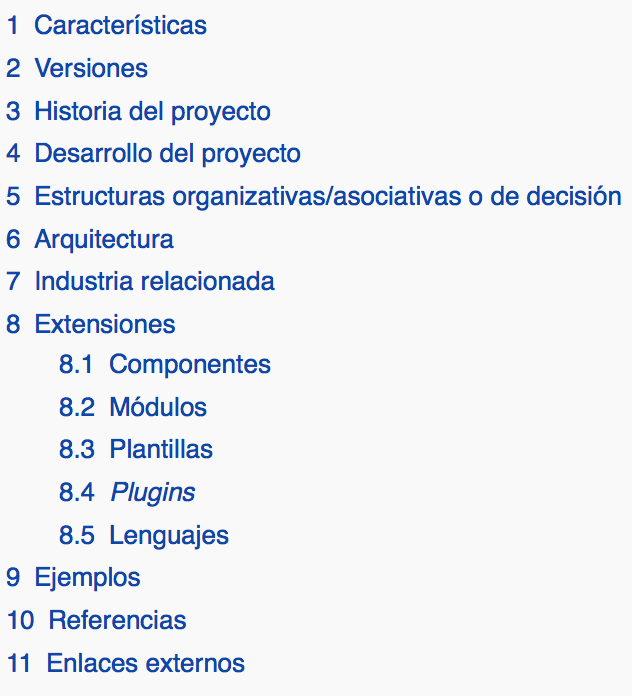 1 Características
2 Versiones
3 Historia del proyecto
4 Desarrollo del proyecto
5 Estructuras organizativas/asociativas o de decisión
6 Arquitectura
7 Industria relacionada
8 Extensiones
8.1 Componentes
8.2 Módulos
8.3 Plantillas
8.4 Plugins
8.5 Lenguajes
9 Ejemplos
10 Referencias
11 Enlaces externos